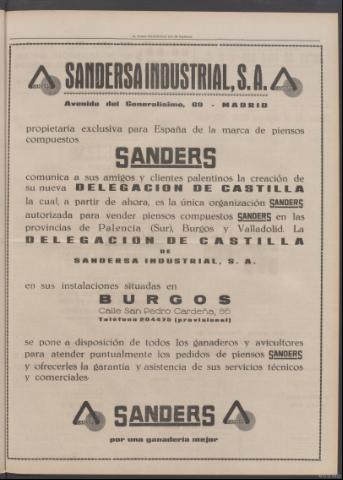 SANDERSA INDUSTRIAL, S. A.
Avenida del Generalísimo, 69 - MADRID
propietaria exclusiva para España de la marca de piensos
compuestos
SANDERS
comunica a sus amigos y clientes palentinos la creación de
su nueva DELEGACION DE CASTILLA
la cual, a partir de ahora, es la única organización SANDERS
autorizada para vender piensos compuestos SANDERS en las
provincias de Palencia (Sur), Burgos y Valladolid. La
DELEGACION DE CASTILLA
DE
SANDERSA INDUSTRIAL, S. A.
en sus instalaciones situadas en
BURGOS
Calle San Pedro Cardeña, 86
Teléfono 204475 (provisional)
se pone a disposición de todos los ganaderos y avicultores
para atender puntualmente los pedidos de piensos SANDERS
y ofrecerles la garantía y asistencia de sus servicios técnicos
y comerciales
SANDERS
por una ganadería mejor